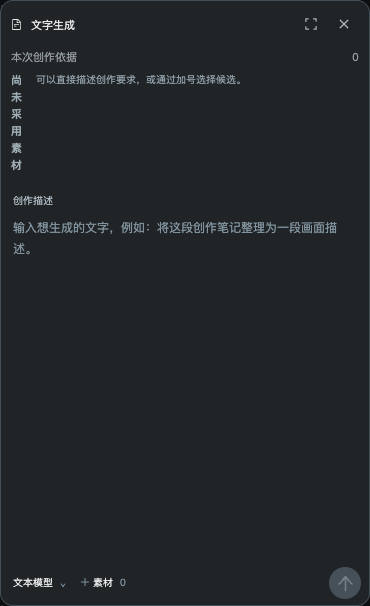 文字生成
本次创作依据 0
尚未采用素材
可以直接描述创作要求，或通过加号选择候选。
创作描述
输入想生成的文字，例如：将这段创作笔记整理为一段画面描
述。
文本模型 素材 0